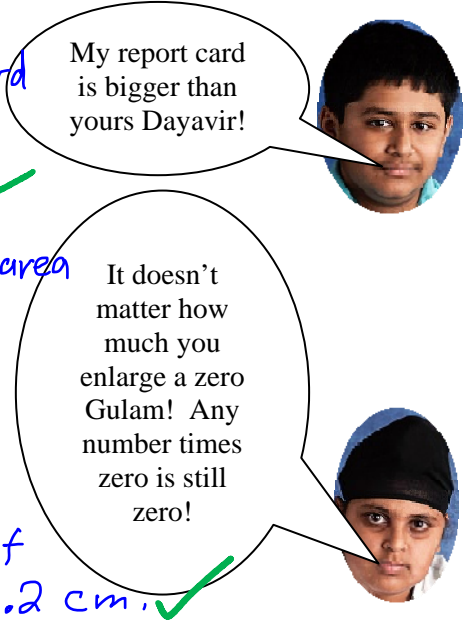 rd
My report card
is bigger than
yours Dayavir!
area
It doesn't
matter how
much you
enlarge a zero
Gulam! Any
number times
zero is still
zero!
f
.2 cm.